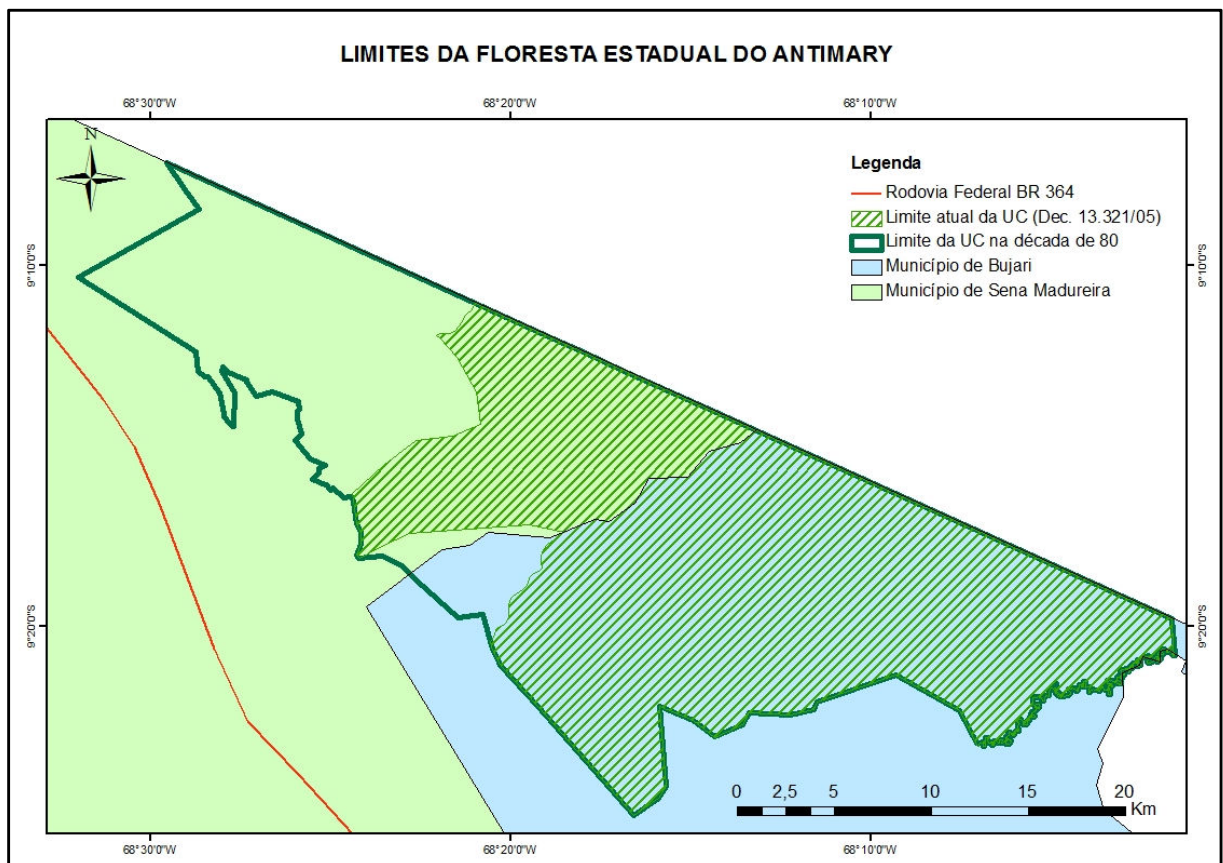 LIMITES DA FLORESTA ESTADUAL DO ANTIMARY
68°30'0"W 68°20'0"W 68°10'0"W
N
Legenda
Rodovia Federal BR 364
Limite atual da UC (Dec. 13.321/05)
Limite da UC na década de 80
Município de Bujari
Município de Sena Madureira
9°10'0"S 9°10'0"S
9°20'0"S 9°20'0"S
0 2,5 5 10 15 20
Km
68°30'0"W 68°20'0"W 68°10'0"W